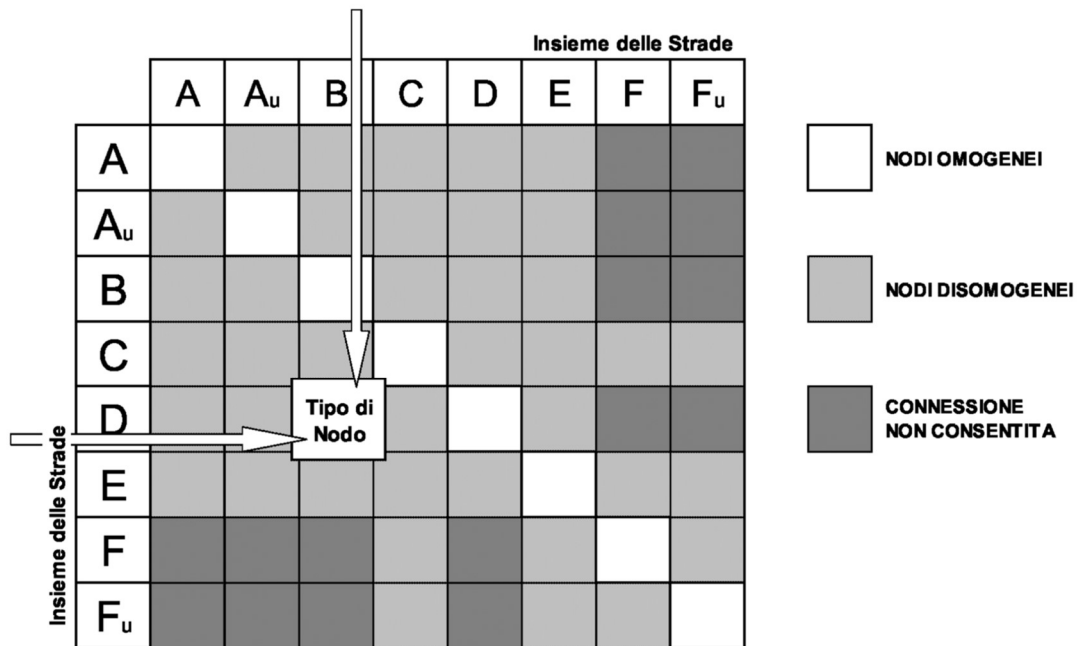 Insieme delle Strade
A Au B C D E F Fu
A
Au
B
C
D
E
F
Fu
Tipo di
Nodo
Insieme delle Strade
NODI OMOGENEI
NODI DISOMOGENEI
CONNESSIONE
NON CONSENTITA